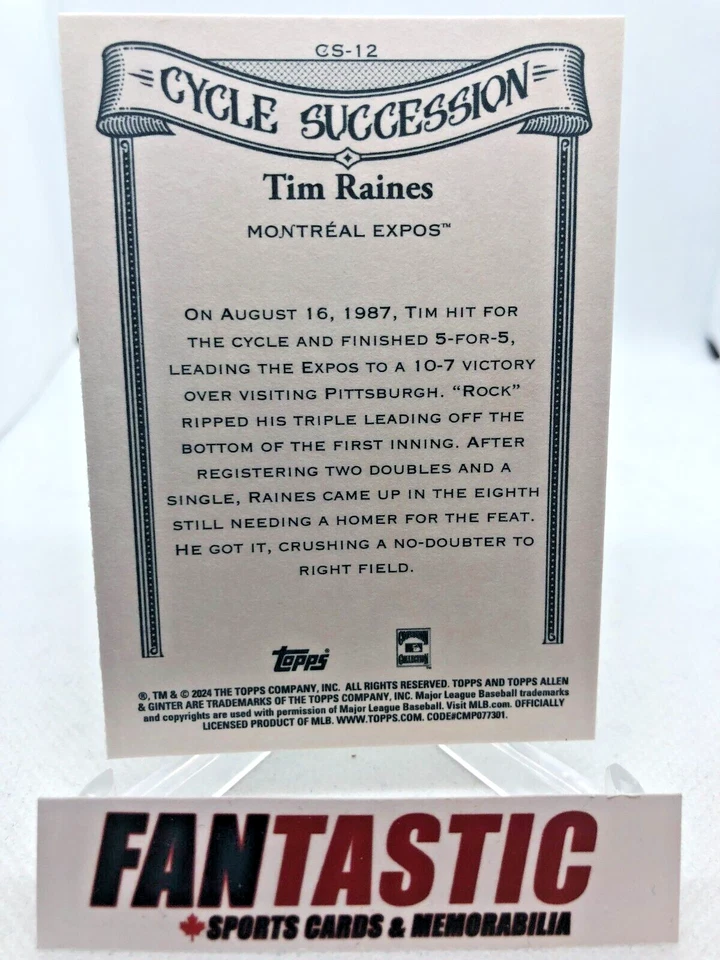 CS-12
CYCLE SUCCESSION
Tim Raines
MONTRÉAL EXPOS™
ON AUGUST 16, 1987, TIM HIT FOR
THE CYCLE AND FINISHED 5-FOR-5,
LEADING THE EXPOS TO A 10-7 VICTORY
OVER VISITING PITTSBURGH. “ROCK”
RIPPED HIS TRIPLE LEADING OFF THE
BOTTOM OF THE FIRST INNING. AFTER
REGISTERING TWO DOUBLES AND A
SINGLE, RAINES CAME UP IN THE EIGHTH
STILL NEEDING A HOMER FOR THE FEAT.
HE GOT IT, CRUSHING A NO-DOUBTER TO
RIGHT FIELD.
Topps®
COOPERSTOWN
COLLECTION
®, TM & © 2024 THE TOPPS COMPANY, INC. ALL RIGHTS RESERVED. TOPPS AND TOPPS ALLEN
& GINTER ARE TRADEMARKS OF THE TOPPS COMPANY, INC. Major League Baseball trademarks
and copyrights are used with permission of Major League Baseball. Visit MLB.com. OFFICIALLY
LICENSED PRODUCT OF MLB. WWW.TOPPS.COM. CODE#CMP077301.
FANTASTIC
SPORTS CARDS & MEMORABILIA